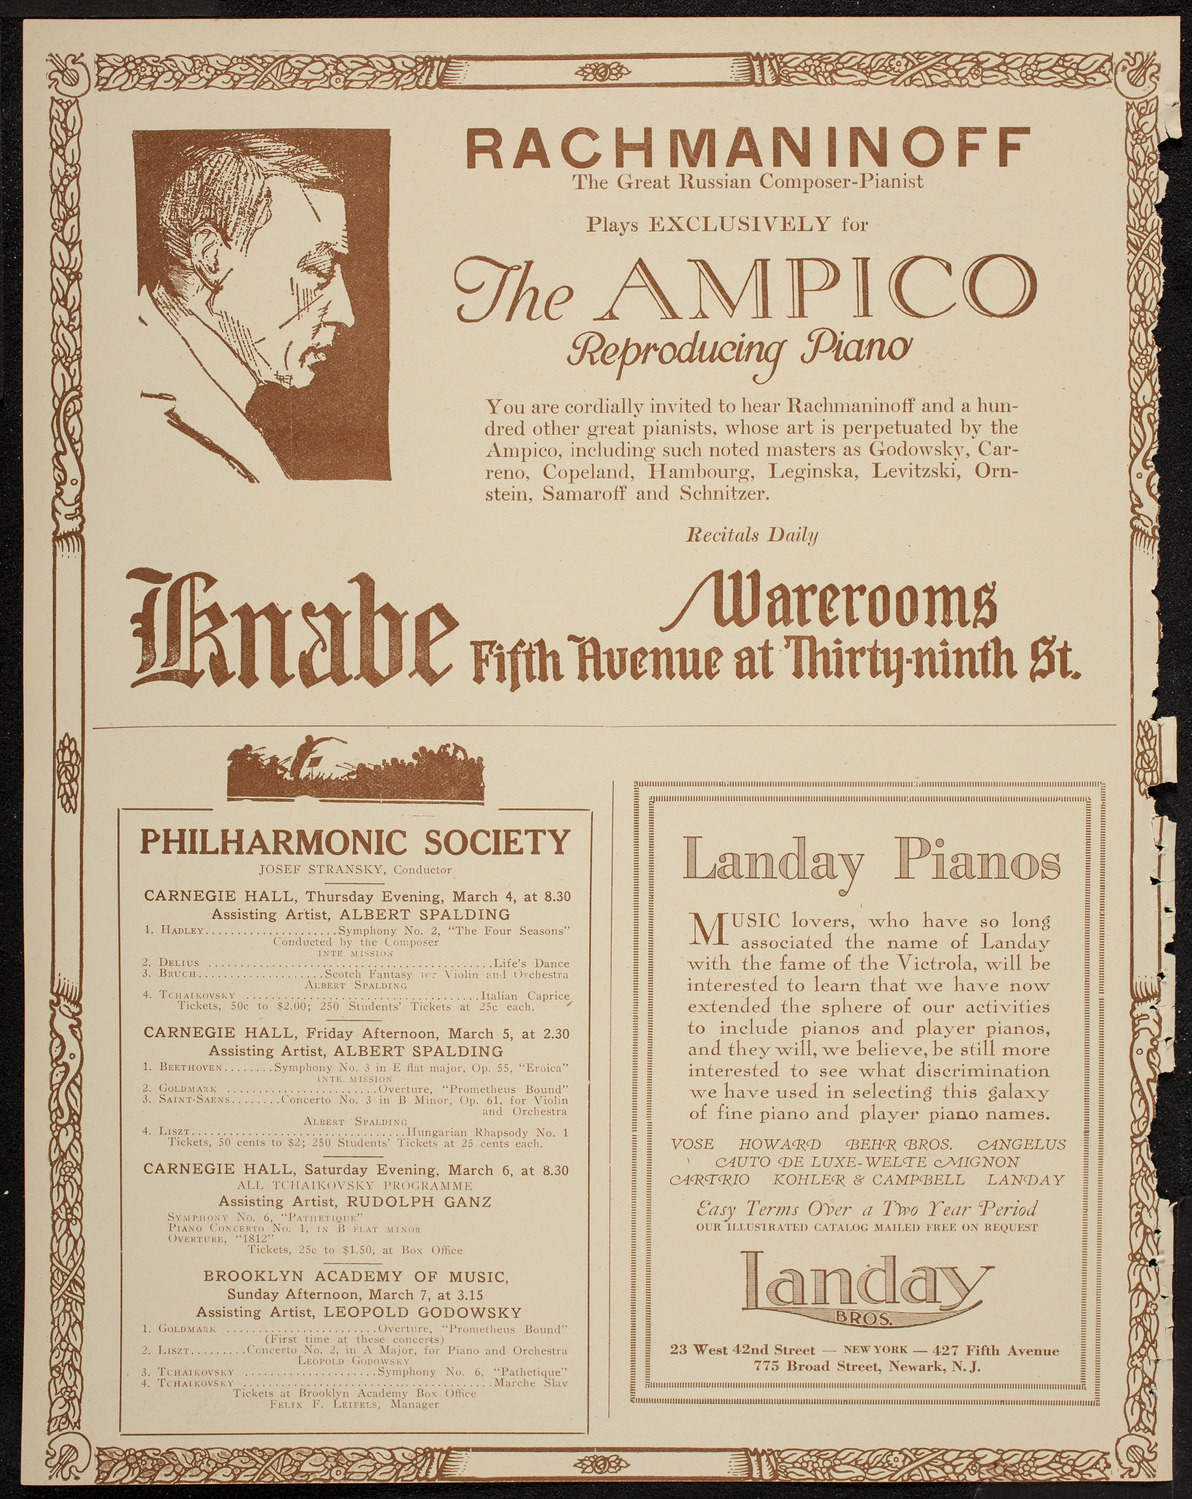 RACHMANINOFF
The Great Russian Composer-Pianist
Plays EXCLUSIVELY for
The AMPICO
Reproducing Piano
You are cordially invited to hear Rachmaninoff and a hun-
dred other great pianists, whose art is perpetuated by the
Ampico, including such noted masters as Godowsky, Car-
reno, Copeland, Hambourg, Leginska, Levitzski, Orn-
stein, Samaroff and Schnitzer.
Recitals Daily
Knabe Warerooms
Fifth Avenue at Thirty-ninth St.
PHILHARMONIC SOCIETY
JOSEF STRANSKY, Conductor
CARNEGIE HALL, Thursday Evening, March 4, at 8.30
Assisting Artist, ALBERT SPALDING
1. HADLEY....................Symphony No. 2, "The Four Seasons"
Conducted by the Composer
INTE MISSION
2. DELIUS ..........................................Life's Dance
3. BRUCH...................Scotch Fantasy for Violin and Orchestra
ALBERT SPALDING
4. TCHAIKOVSKY ...................................Italian Caprice
Tickets, 50c to $2.00; 250 Students' Tickets at 25c each.
CARNEGIE HALL, Friday Afternoon, March 5, at 2.30
Assisting Artist, ALBERT SPALDING
1. BEETHOVEN........Symphony No. 3 in E flat major, Op. 55, "Eroica"
INTE..MISSION
2. GOLDMARK .......................Overture, "Prometheus Bound"
3. SAINT-SAENS........Concerto No. 3 in B Minor, Op. 61, for Violin
and Orchestra
ALBERT SPALDING
4. LISZT................................Hungarian Rhapsody No. 1
Tickets, 50 cents to $2; 250 Students' Tickets at 25 cents each.
CARNEGIE HALL, Saturday Evening, March 6, at 8.30
ALL TCHAIKOVSKY PROGRAMME
Assisting Artist, RUDOLPH GANZ
SYMPHONY NO. 6, "PATHETIQUE"
PIANO CONCERTO NO. 1, IN B FLAT MINOR
OVERTURE, "1812"
Tickets, 25c to $1.50, at Box Office
BROOKLYN ACADEMY OF MUSIC,
Sunday Afternoon, March 7, at 3.15
Assisting Artist, LEOPOLD GODOWSKY
1. GOLDMARK .......................Overture, "Prometheus Bound"
(First time at these concerts)
2. LISZT.........Concerto No. 2, in A Major, for Piano and Orchestra
LEOPOLD GODOWSKY
3. TCHAIKOVSKY ....................Symphony No. 6, "Pathetique"
4. TCHAIKOVSKY .....................................Marche Slav
Tickets at Brooklyn Academy Box Office
FELIX F. LEIFELS, Manager
Landay Pianos
MUSIC lovers, who have so long
associated the name of Landay
with the fame of the Victrola, will be
interested to learn that we have now
extended the sphere of our activities
to include pianos and player pianos,
and they will, we believe, be still more
interested to see what discrimination
we have used in selecting this galaxy
of fine piano and player piano names.
VOSE HOWARD BEHR BROS. ANGELUS
AUTO DE LUXE-WELTE MIGNON
ARTRIO KOHLER & CAMPBELL LANDAY
Easy Terms Over a Two Year Period
OUR ILLUSTRATED CATALOG MAILED FREE ON REQUEST
Landay
BROS.
23 West 42nd Street — NEW YORK — 427 Fifth Avenue
775 Broad Street, Newark, N. J.